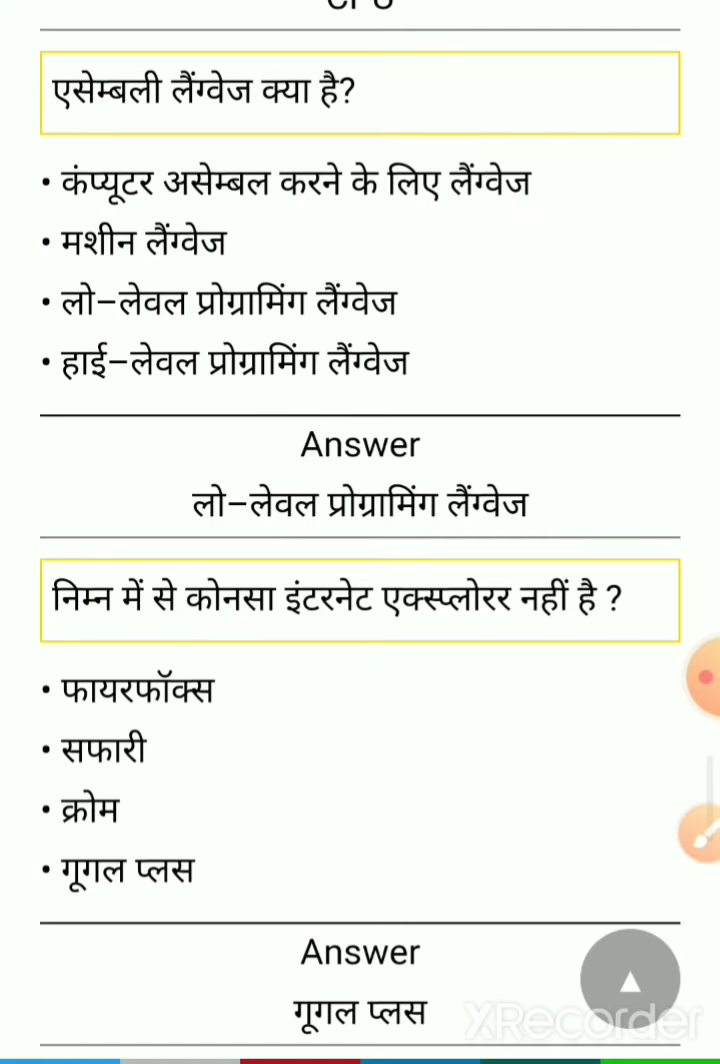 एसेम्बली लैंग्वेज क्या है?
• कंप्यूटर असेम्बल करने के लिए लैंग्वेज
• मशीन लैंग्वेज
• लो-लेवल प्रोग्रामिंग लैंग्वेज
• हाई-लेवल प्रोग्रामिंग लैंग्वेज
Answer
लो-लेवल प्रोग्रामिंग लैंग्वेज
निम्न में से कोनसा इंटरनेट एक्स्प्लोरर नहीं है ?
• फायरफॉक्स
• सफारी
• क्रोम
• गूगल प्लस
Answer
गूगल प्लस
XRecorder